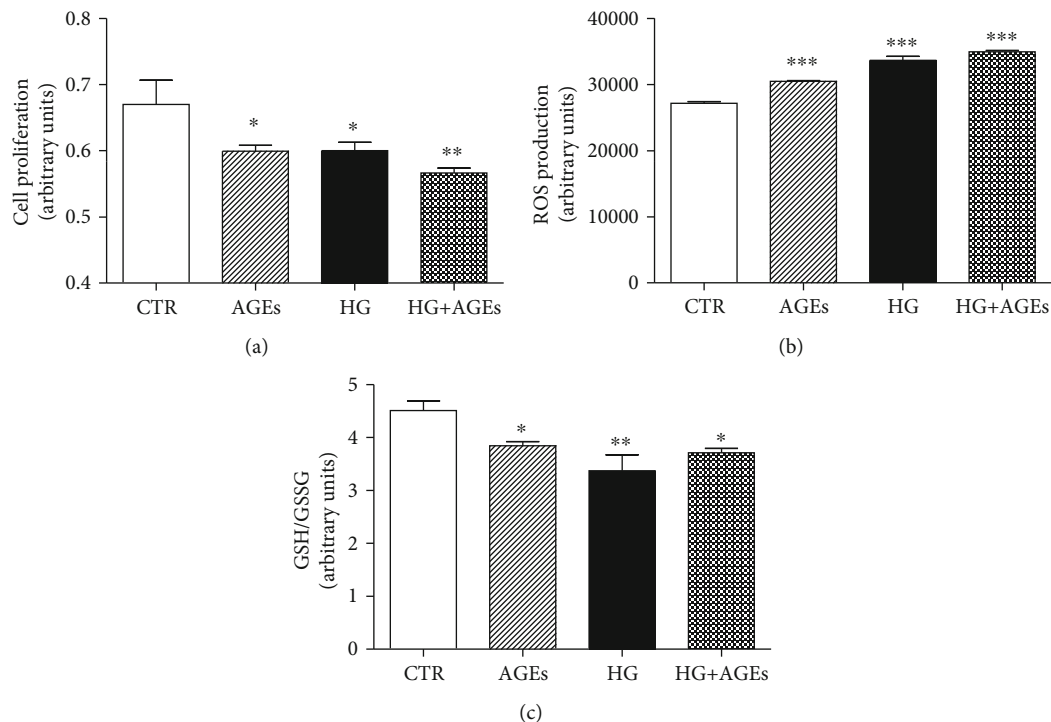 Cell proliferation
(arbitrary units)
0.8
0.7
0.6
0.5
0.4
*
*
**
CTR
AGEs
HG
HG+AGEs
(a)
ROS production
(arbitrary units)
40000
30000
20000
10000
0
***
***
***
CTR
AGEs
HG
HG+AGEs
(b)
GSH/GSSG
(arbitrary units)
5
4
3
2
1
0
*
**
*
CTR
AGEs
HG
HG+AGEs
(c)